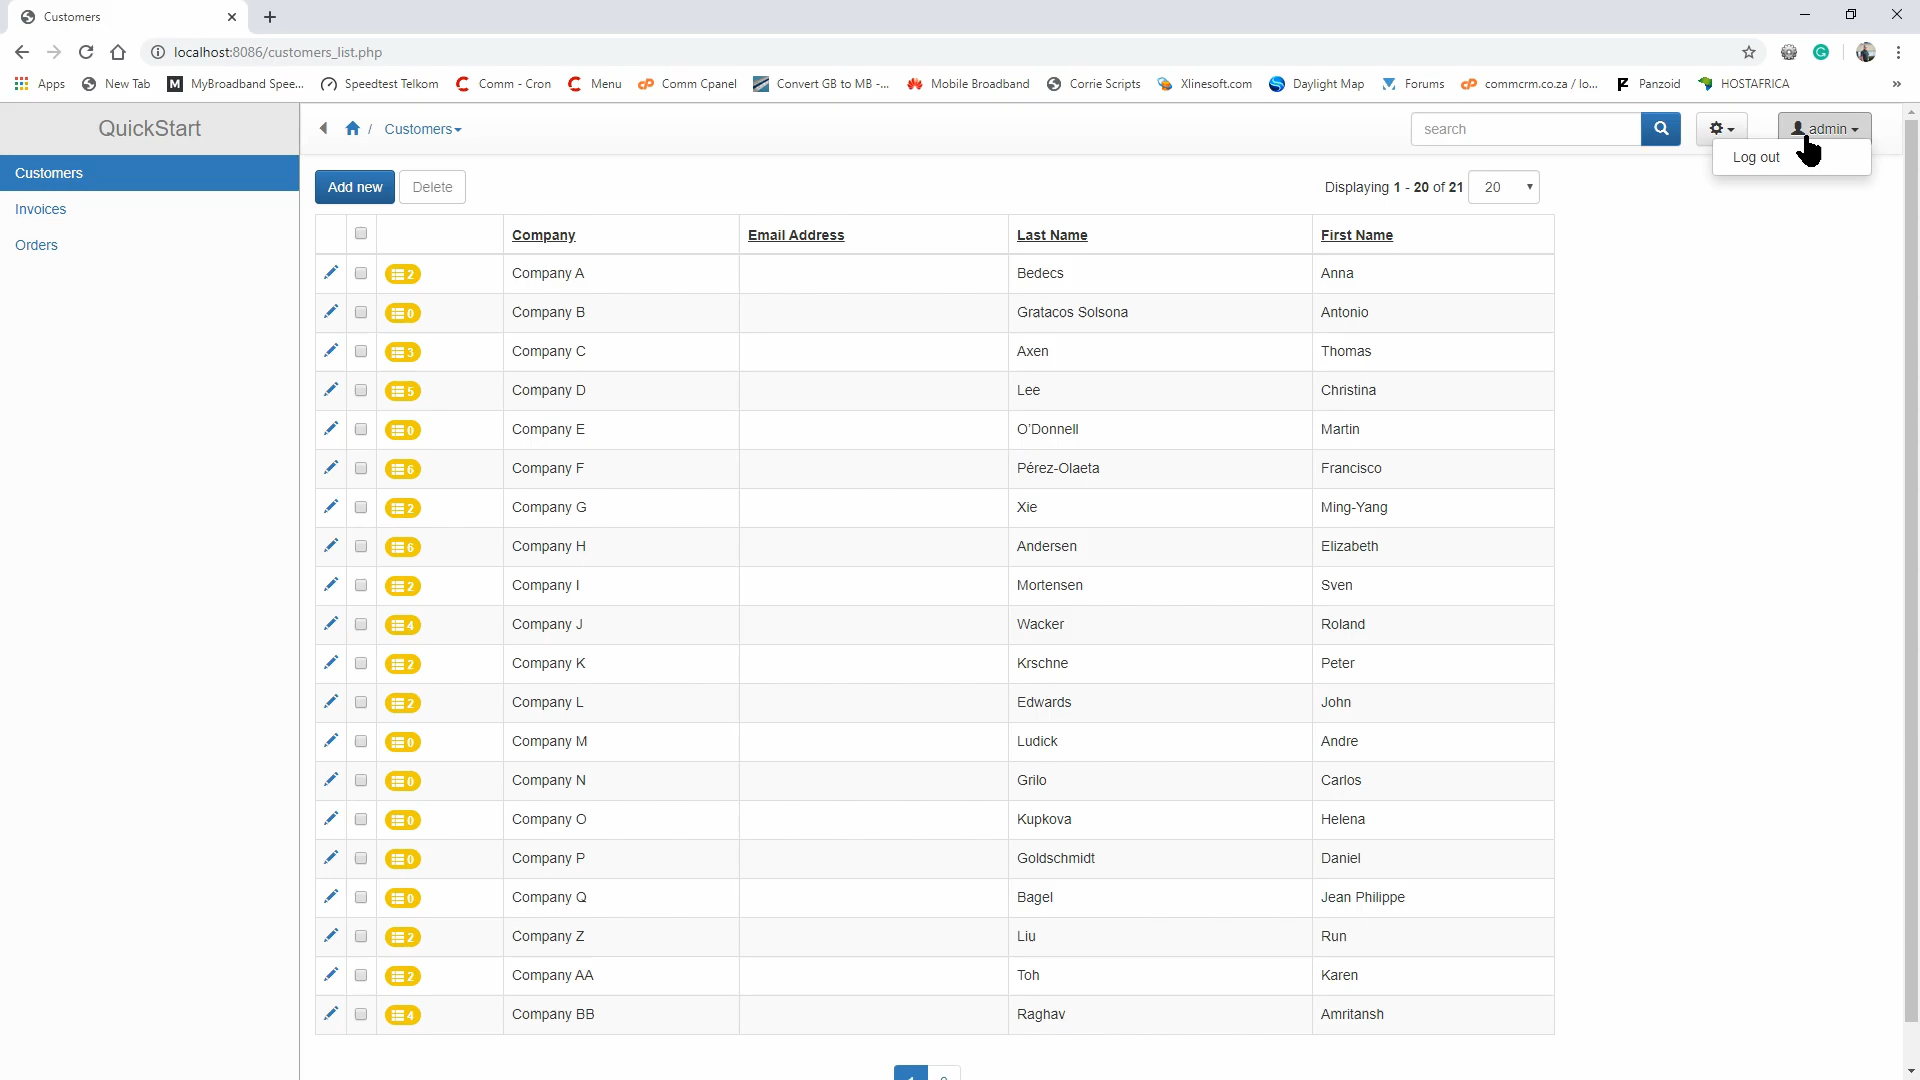 Customers
localhost:8086/customers_list.php
Apps New Tab MyBroadband Spee... Speedtest Telkom Comm - Cron Menu Comm Cpanel Convert GB to MB -... Mobile Broadband Corrie Scripts Xlinesoft.com Daylight Map Forums commcrm.co.za / lo... Panzoid HOSTAFRICA »
QuickStart
/ Customers
search
admin
Log out
Customers
Invoices
Orders
Add new Delete
Displaying 1 - 20 of 21 20
Company Email Address Last Name First Name
2 Company A Bedecs Anna
0 Company B Gratacos Solsona Antonio
3 Company C Axen Thomas
5 Company D Lee Christina
0 Company E O'Donnell Martin
6 Company F Pérez-Olaeta Francisco
2 Company G Xie Ming-Yang
6 Company H Andersen Elizabeth
2 Company I Mortensen Sven
4 Company J Wacker Roland
2 Company K Krschne Peter
2 Company L Edwards John
0 Company M Ludick Andre
0 Company N Grilo Carlos
0 Company O Kupkova Helena
0 Company P Goldschmidt Daniel
0 Company Q Bagel Jean Philippe
2 Company Z Liu Run
2 Company AA Toh Karen
4 Company BB Raghav Amritansh